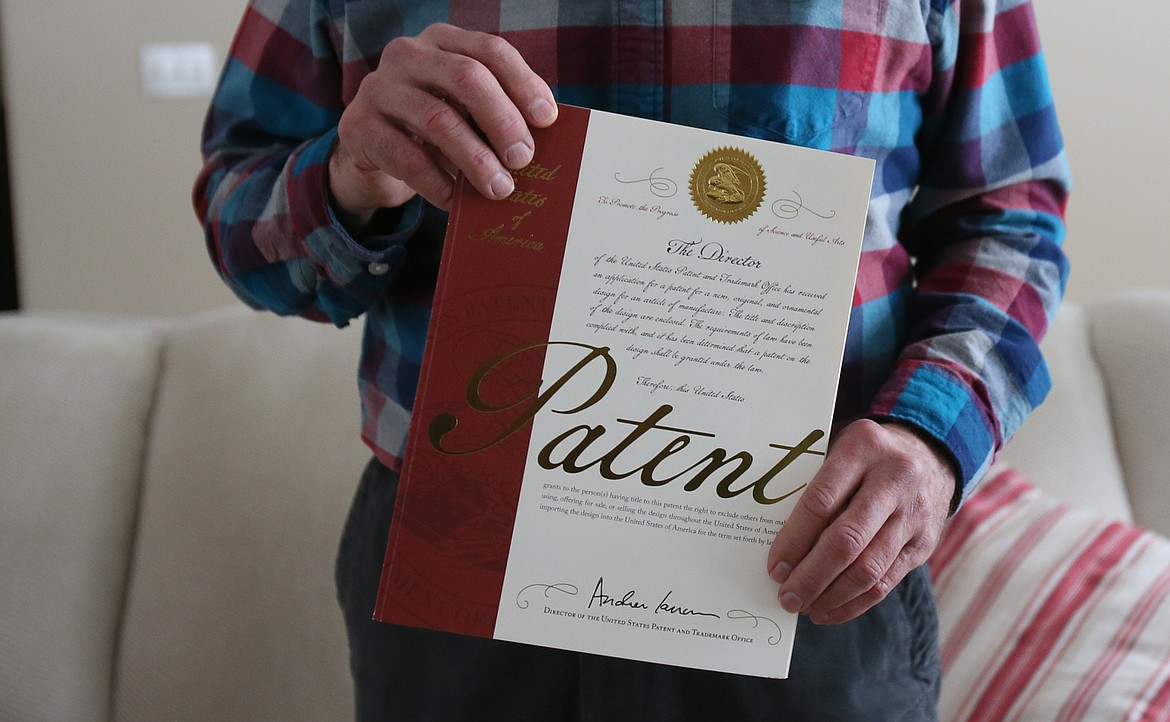 United
States
of
America
To Promote the Progress
of Science and Useful Arts
The Director
of the United States Patent and Trademark Office has received
an application for a patent for a new, original, and ornamental
design for an article of manufacture. The title and description
of the design are enclosed. The requirements of law have been
complied with, and it has been determined that a patent on the
design shall be granted under the law.
Therefore, this United States
Patent
grants to the person(s) having title to this patent the right to exclude others from
using, offering for sale, or selling the design throughout the United States of
importing the design into the United States of America for the term set forth by
Andrei Iancu
DIRECTOR OF THE UNITED STATES PATENT AND TRADEMARK OFFICE